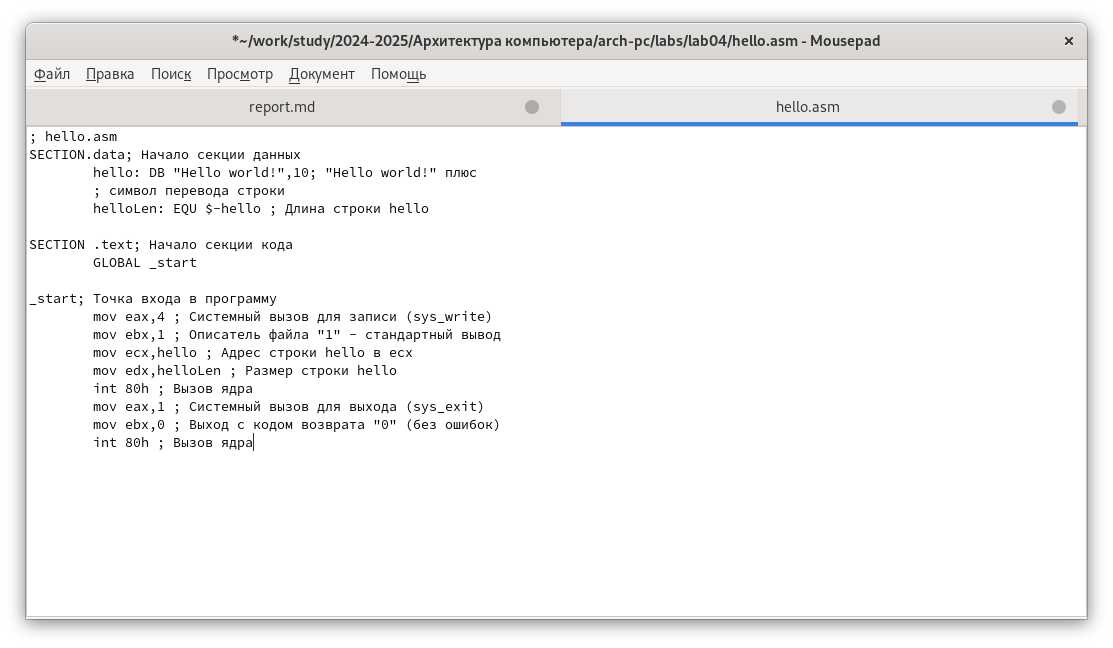 *~/work/study/2024-2025/Архитектура компьютера/arch-pc/labs/lab04/hello.asm - Mousepad
Файл Правка Поиск Просмотр Документ Помощь
report.md hello.asm
; hello.asm
SECTION.data; Начало секции данных
hello: DB "Hello world!",10; "Hello world!" плюс
; символ перевода строки
helloLen: EQU $-hello ; Длина строки hello
SECTION .text; Начало секции кода
GLOBAL _start
_start; Точка входа в программу
mov eax,4 ; Системный вызов для записи (sys_write)
mov ebx,1 ; Описатель файла "1" - стандартный вывод
mov ecx,hello ; Адрес строки hello в ecx
mov edx,helloLen ; Размер строки hello
int 80h ; Вызов ядра
mov eax,1 ; Системный вызов для выхода (sys_exit)
mov ebx,0 ; Выход с кодом возврата "0" (без ошибок)
int 80h ; Вызов ядра